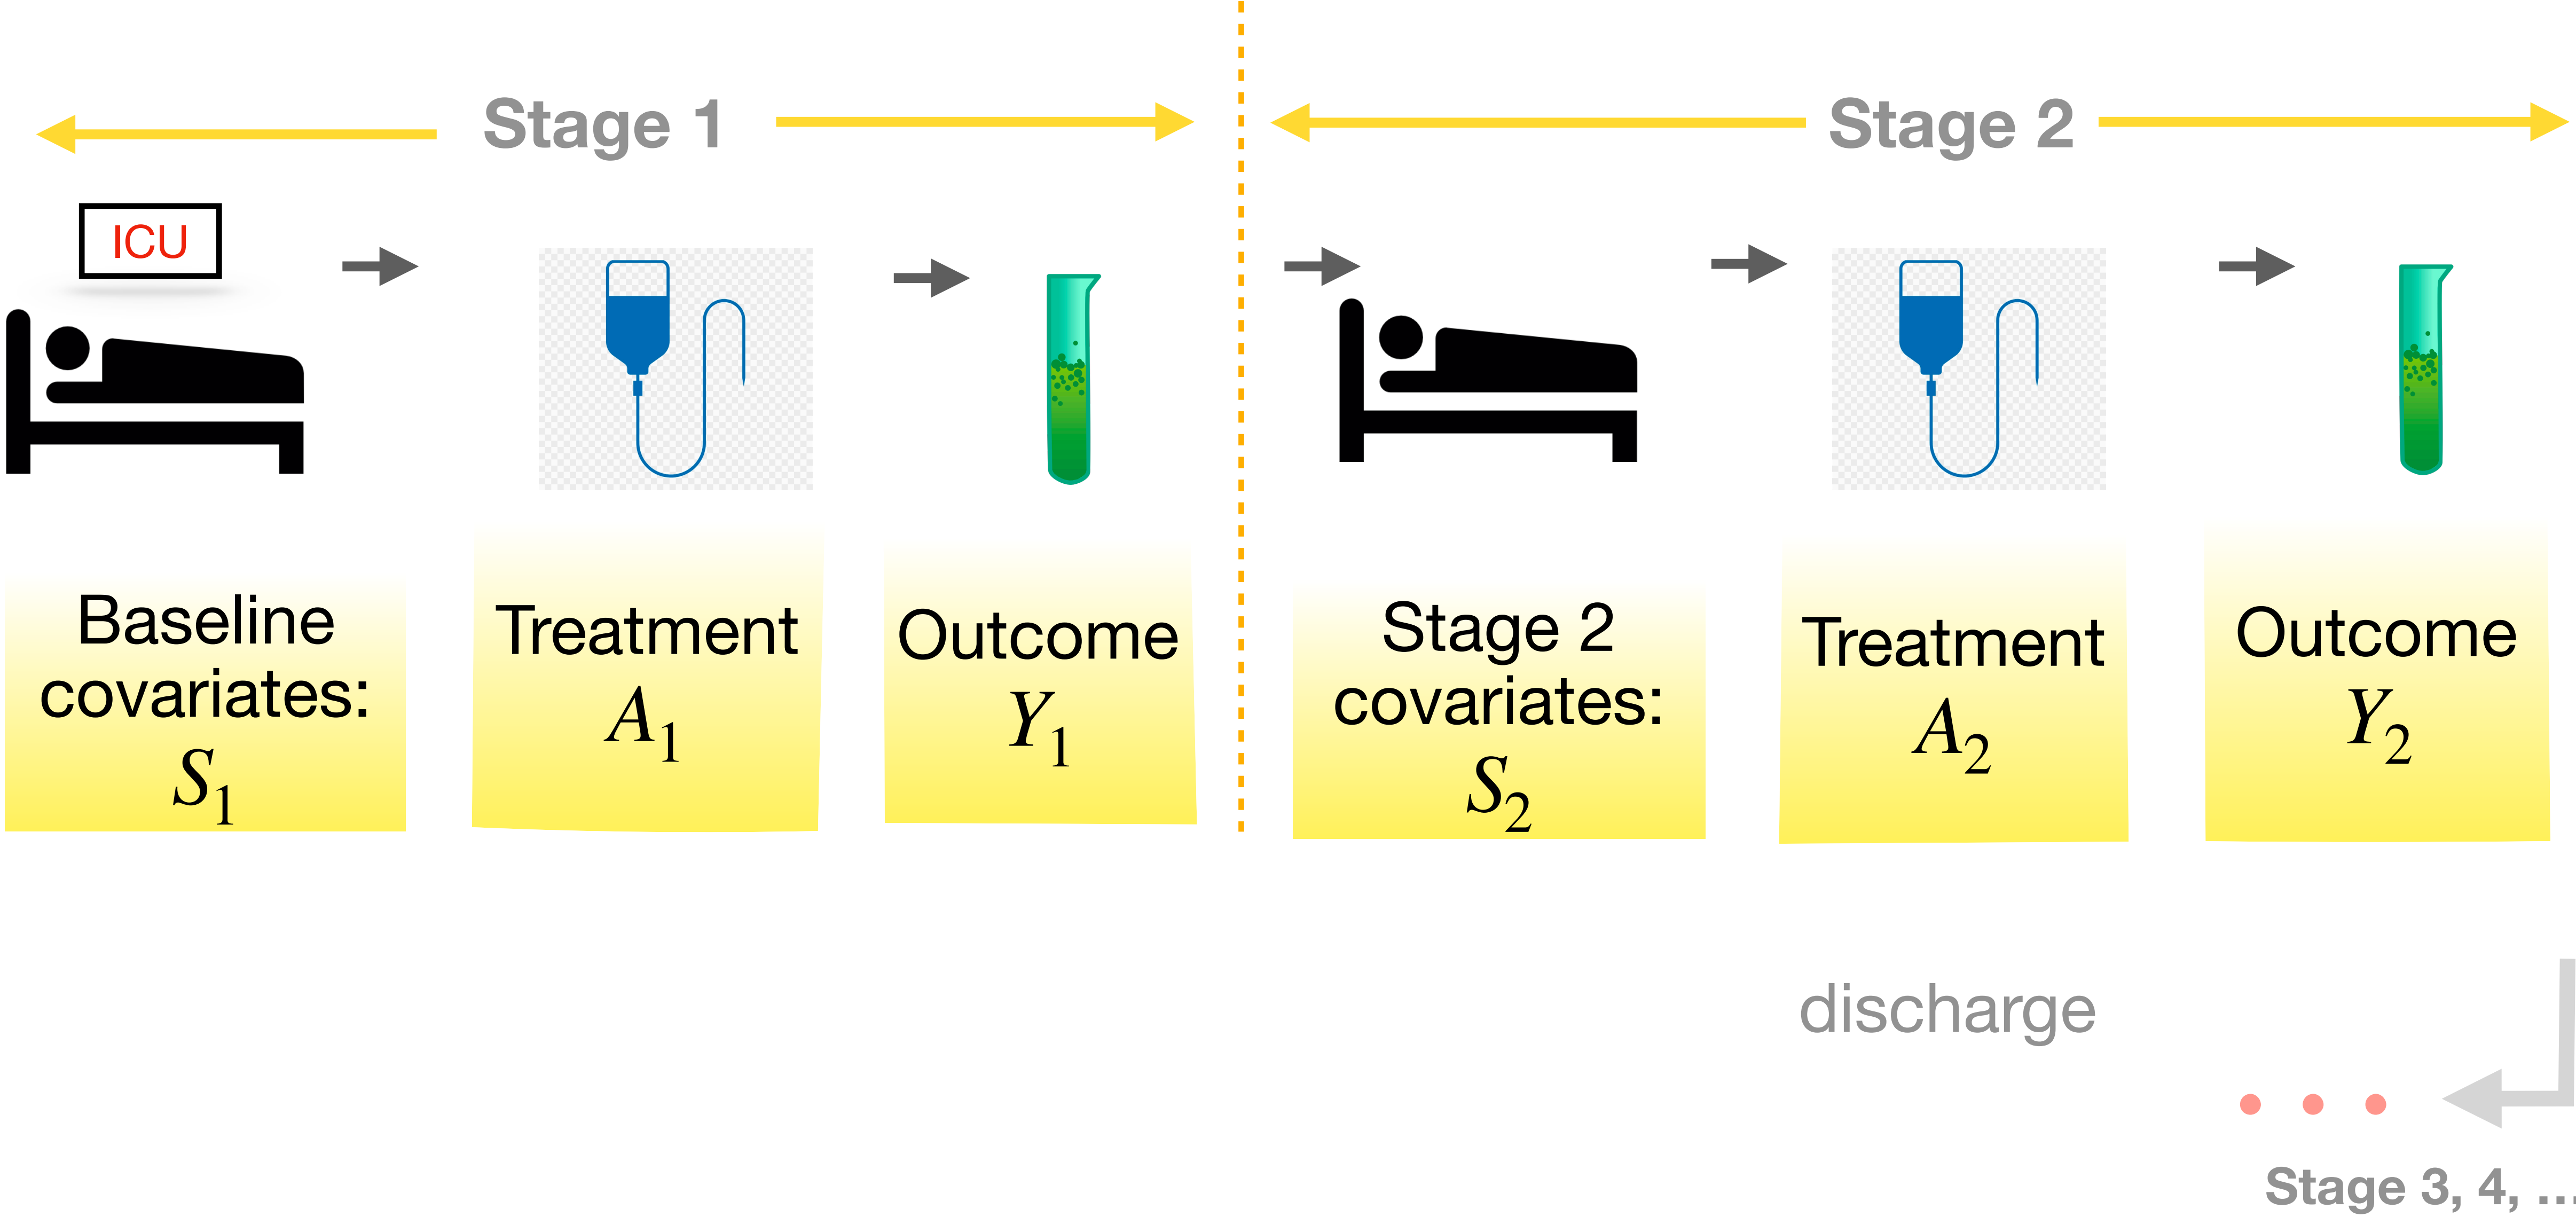 Stage 1
Stage 2
ICU
Baseline
covariates:
S₁
Treatment
A₁
Outcome
Y₁
Stage 2
covariates:
S₂
Treatment
A₂
Outcome
Y₂
discharge
Stage 3, 4, ...